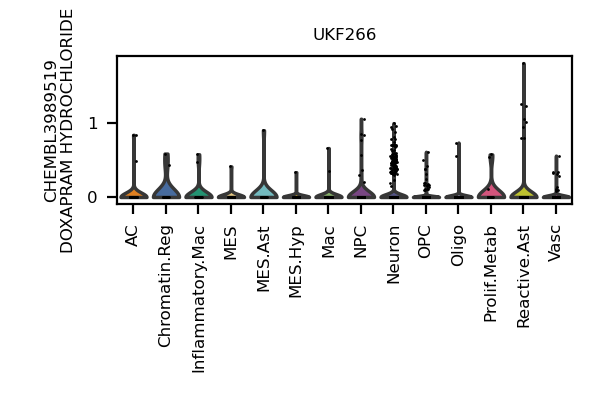 UKF266
CHEMBL3989519
DOXAPRAM HYDROCHLORIDE
1
0
AC
Chromatin.Reg
Inflammatory.Mac
MES
MES.Ast
MES.Hyp
Mac
NPC
Neuron
OPC
Oligo
Prolif.Metab
Reactive.Ast
Vasc